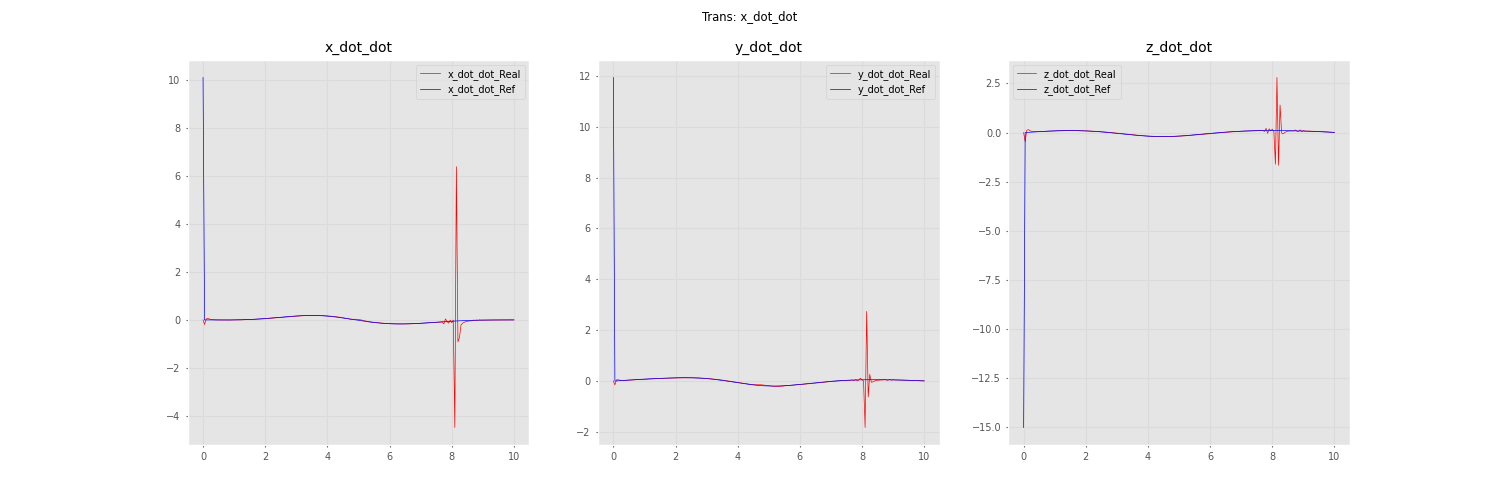 Trans: x_dot_dot
x_dot_dot
y_dot_dot
z_dot_dot
x_dot_dot_Real
x_dot_dot_Ref
10
8
6
4
2
0
−2
−4
0 2 4 6 8 10
y_dot_dot_Real
y_dot_dot_Ref
12
10
8
6
4
2
0
−2
0 2 4 6 8 10
z_dot_dot_Real
z_dot_dot_Ref
2.5
0.0
−2.5
−5.0
−7.5
−10.0
−12.5
−15.0
0 2 4 6 8 10